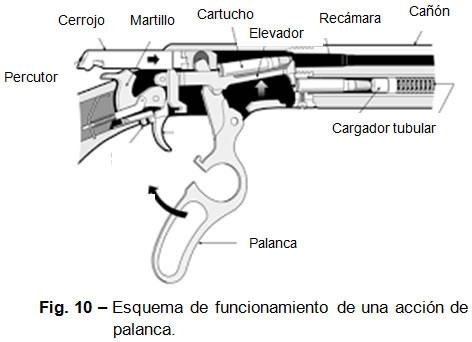 Cerrojo Martillo Cartucho Recámara Cañón
Elevador
Percutor
Cargador tubular
Palanca
Fig. 10 – Esquema de funcionamiento de una acción de
palanca.